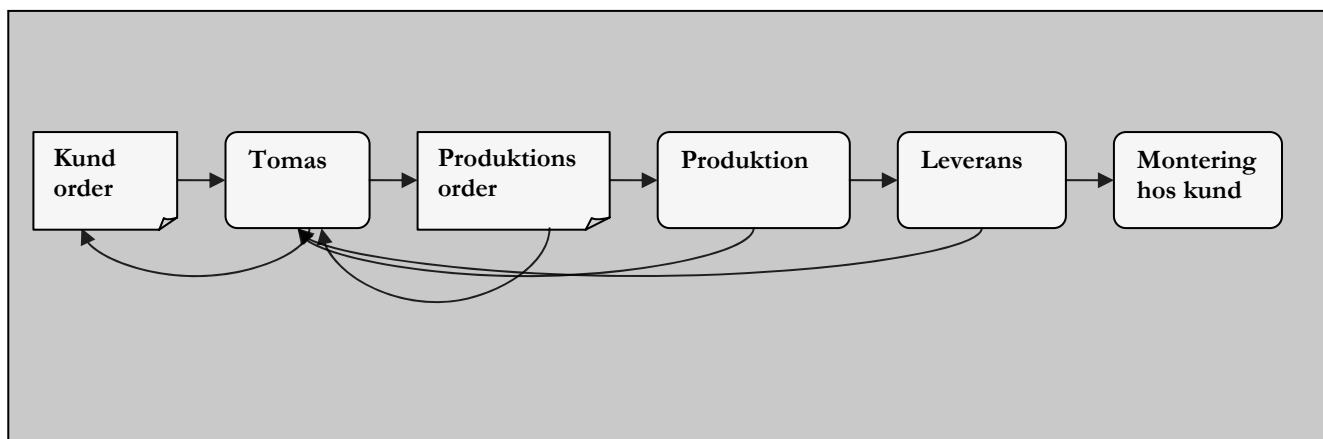 Kund
order
Tomas
Produktions
order
Produktion
Leverans
Montering
hos kund